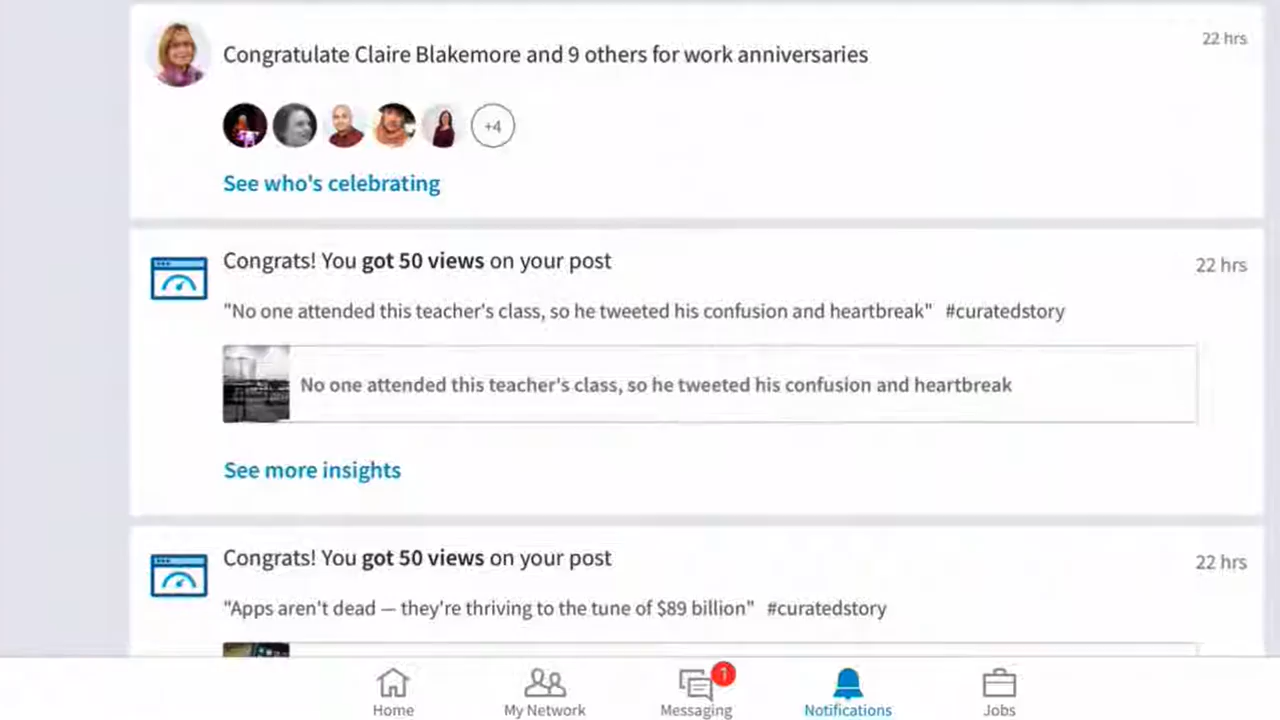 Congratulate Claire Blakemore and 9 others for work anniversaries
22 hrs
+4
See who's celebrating
Congrats! You got 50 views on your post
22 hrs
"No one attended this teacher's class, so he tweeted his confusion and heartbreak" #curatedstory
No one attended this teacher's class, so he tweeted his confusion and heartbreak
See more insights
Congrats! You got 50 views on your post
22 hrs
"Apps aren't dead — they're thriving to the tune of $89 billion" #curatedstory
1
Home My Network Messaging Notifications Jobs